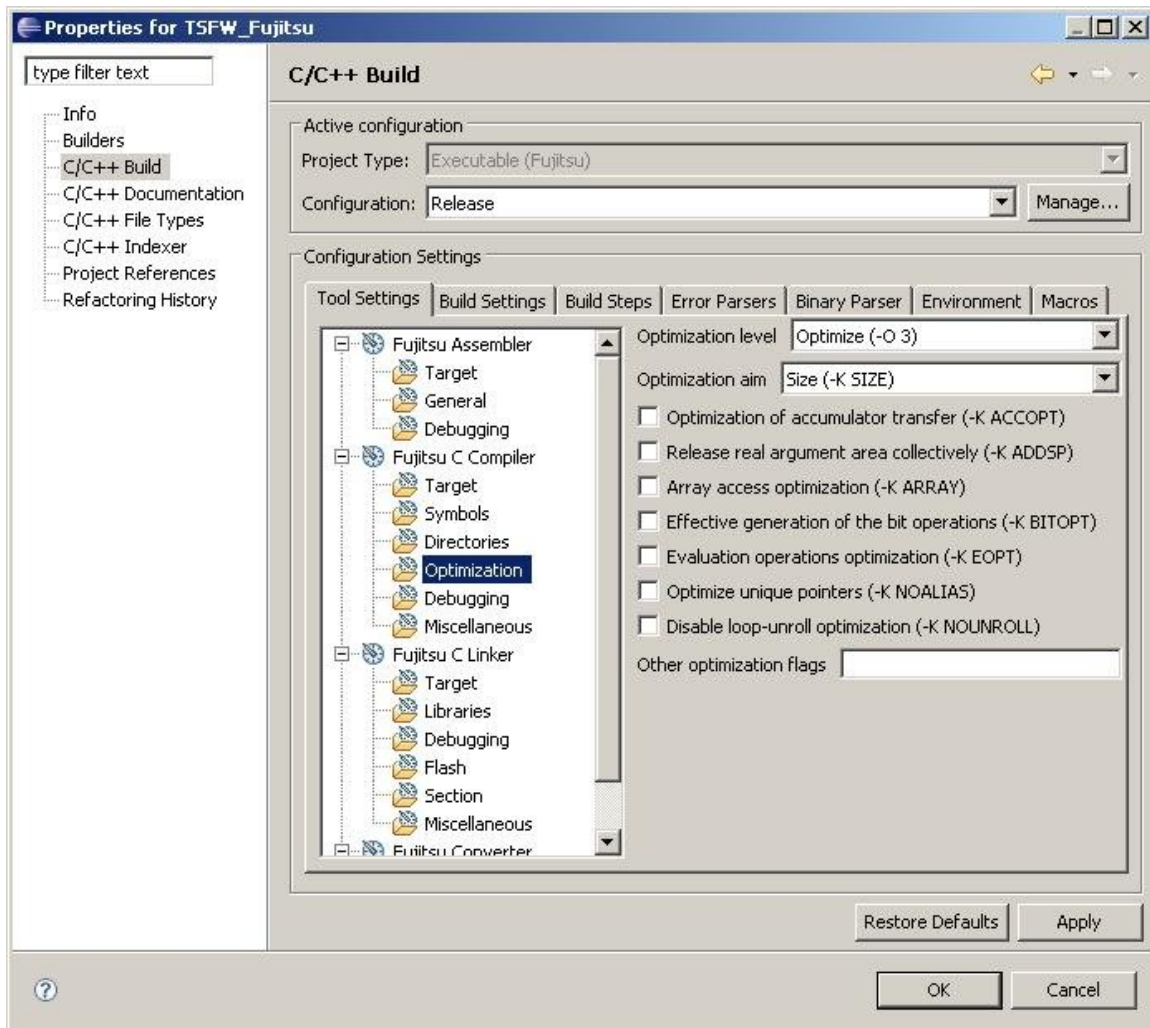 Properties for TSFW_Fujitsu
type filter text
Info
Builders
C/C++ Build
C/C++ Documentation
C/C++ File Types
C/C++ Indexer
Project References
Refactoring History
C/C++ Build
Active configuration
Project Type: Executable (Fujitsu)
Configuration: Release Manage...
Configuration Settings
Tool Settings Build Settings Build Steps Error Parsers Binary Parser Environment Macros
Fujitsu Assembler
Target
General
Debugging
Fujitsu C Compiler
Target
Symbols
Directories
Optimization
Debugging
Miscellaneous
Fujitsu C Linker
Target
Libraries
Debugging
Flash
Section
Miscellaneous
Fujitsu Converter
Optimization level Optimize (-O 3)
Optimization aim Size (-K SIZE)
Optimization of accumulator transfer (-K ACCOPT)
Release real argument area collectively (-K ADDSP)
Array access optimization (-K ARRAY)
Effective generation of the bit operations (-K BITOPT)
Evaluation operations optimization (-K EOPT)
Optimize unique pointers (-K NOALIAS)
Disable loop-unroll optimization (-K NOUNROLL)
Other optimization flags
Restore Defaults Apply
?
OK Cancel